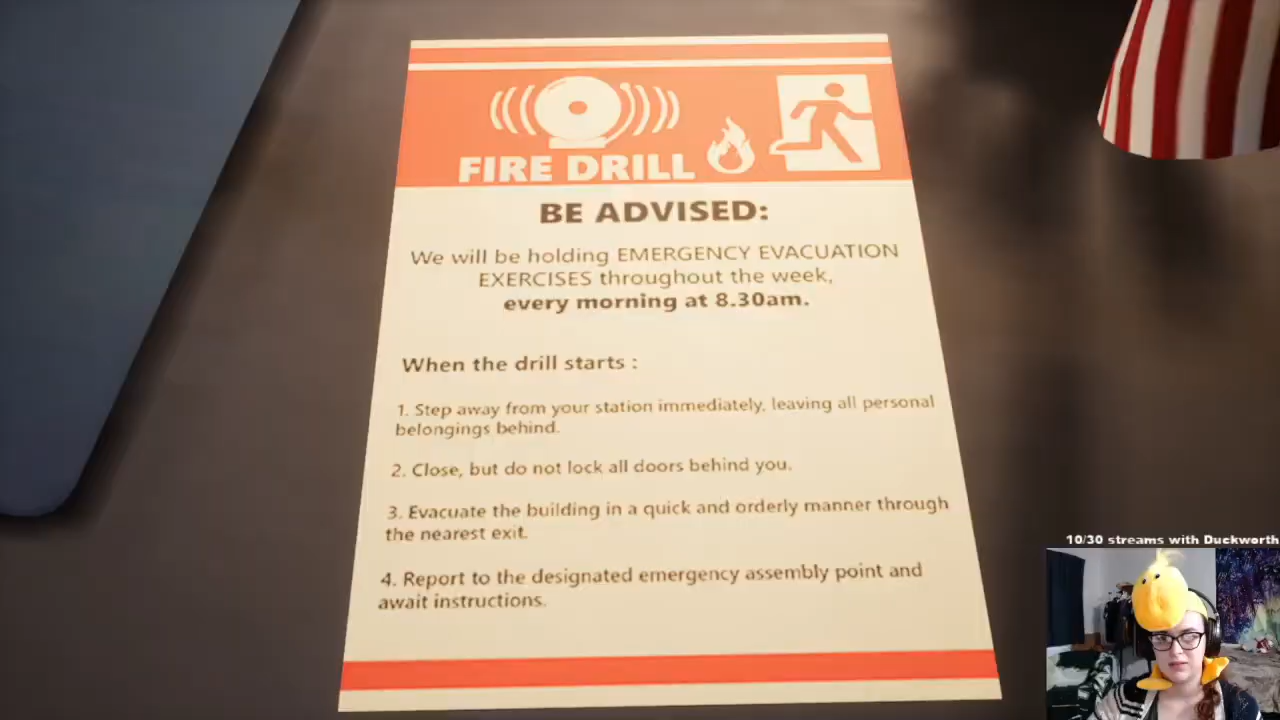 FIRE DRILL
BE ADVISED:
We will be holding EMERGENCY EVACUATION
EXERCISES throughout the week,
every morning at 8.30am.
When the drill starts :
1. Step away from your station immediately, leaving all personal
belongings behind.
2. Close, but do not lock all doors behind you.
3. Evacuate the building in a quick and orderly manner through
the nearest exit.
4. Report to the designated emergency assembly point and
await instructions.
10/30 streams with Duckworth